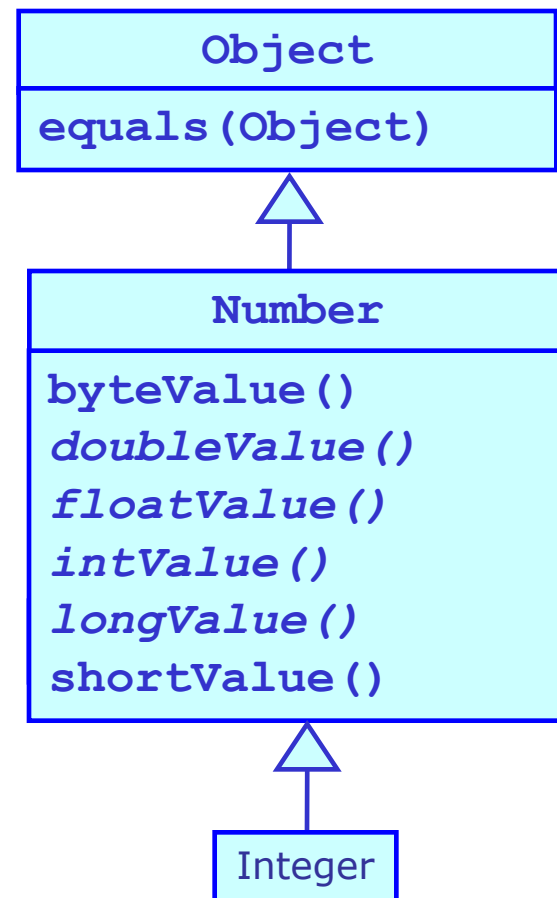 Object
equals(Object)
Number
byteValue()
doubleValue()
floatValue()
intValue()
longValue()
shortValue()
Integer